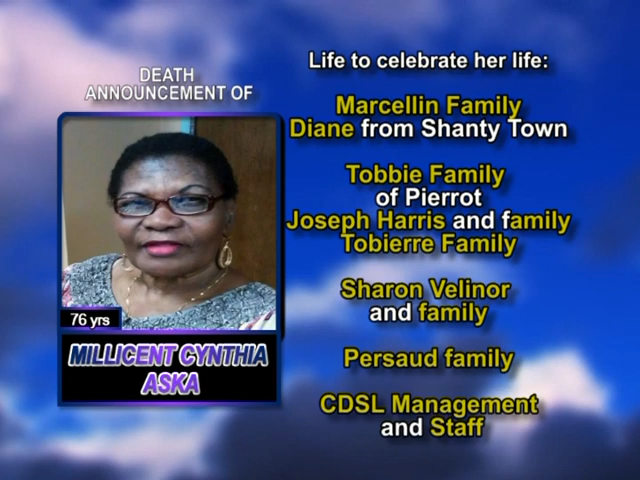 DEATH
ANNOUNCEMENT OF
76 yrs
MILLICENT CYNTHIA
ASKA
Life to celebrate her life:
Marcellin Family
Diane from Shanty Town
Tobbie Family
of Pierrot
Joseph Harris and family
Tobierre Family
Sharon Velinor
and family
Persaud family
CDSL Management
and Staff